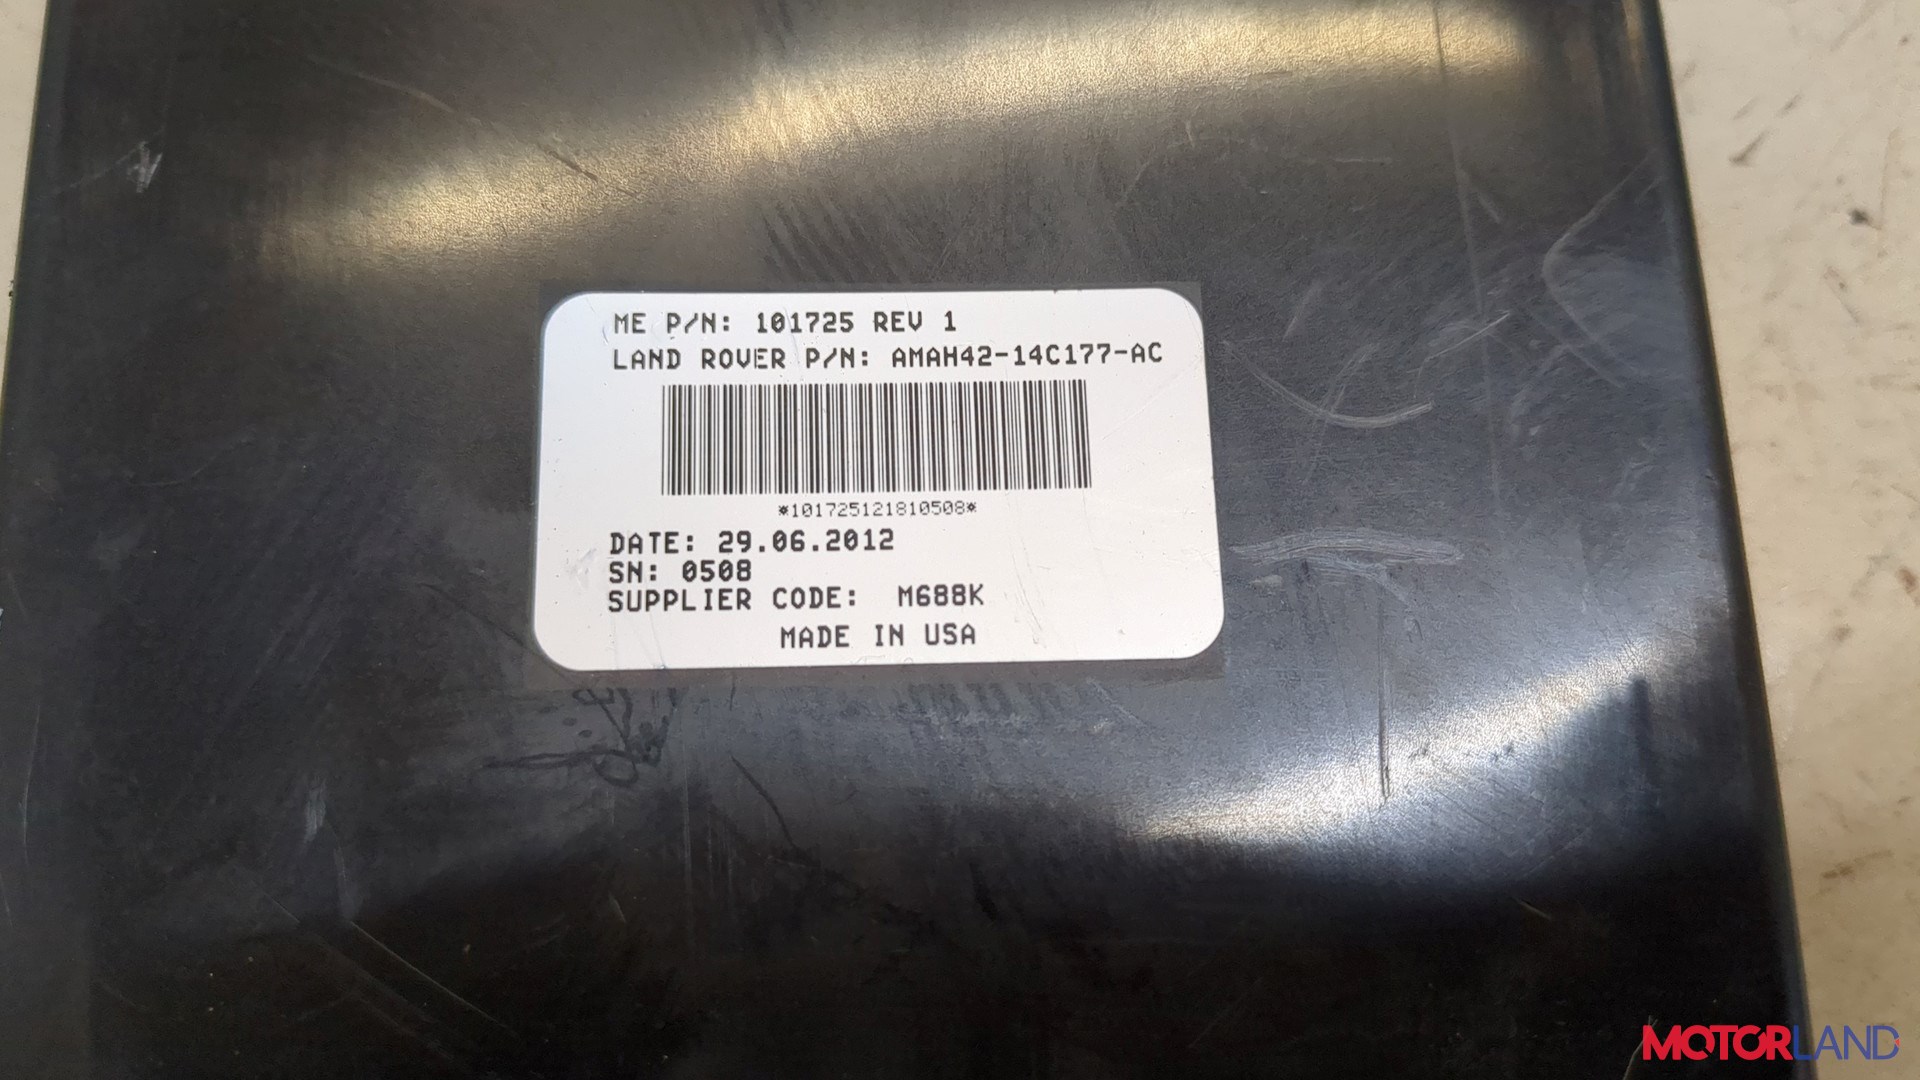 ME P/N: 101725 REV 1
LAND ROVER P/N: AMAH42-14C177-AC
*101725121810508*
DATE: 29.06.2012
SN: 0508
SUPPLIER CODE: M688K
MADE IN USA
MOTORLAND